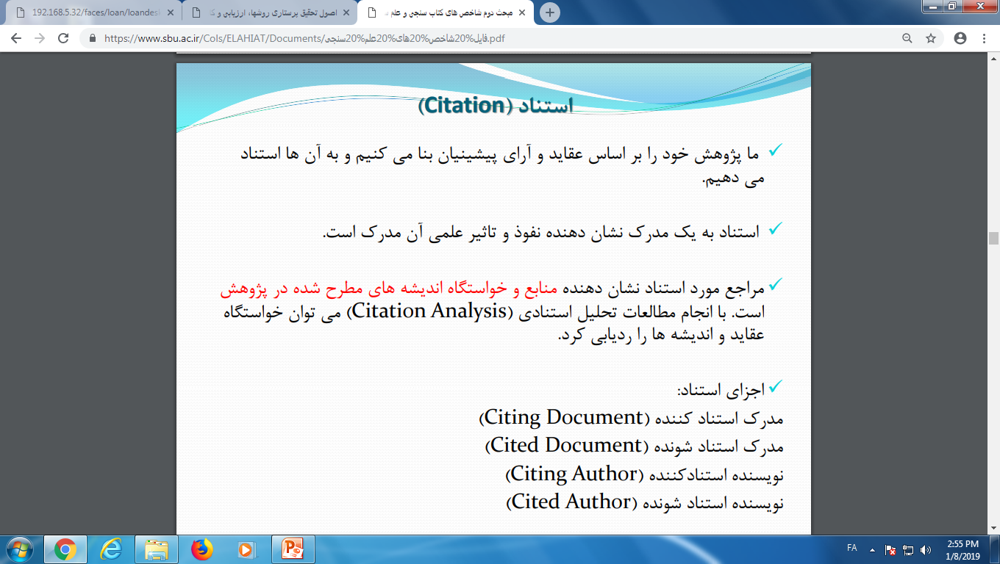 192.168.5.32/faces/loan/loandes
اصول تحقیق پرستاری روشها، ارزیابی و ک
مبحث دوم شاخص های کتاب سنجی و علم س
https://www.sbu.ac.ir/Cols/ELAHIAT/Documents/فایل%20شاخص%20های%20علم%20سنجی.pdf
استناد (Citation)
ما پژوهش خود را بر اساس عقاید و آرای پیشینیان بنا می کنیم و به آن ها استناد
می دهیم.
استناد به یک مدرک نشان دهنده نفوذ و تاثیر علمی آن مدرک است.
مراجع مورد استناد نشان دهنده منابع و خواستگاه اندیشه های مطرح شده در پژوهش
است. با انجام مطالعات تحلیل استنادی (Citation Analysis) می توان خواستگاه
عقاید و اندیشه ها را ردیابی کرد.
اجزای استناد:
مدرک استناد کننده (Citing Document)
مدرک استناد شونده (Cited Document)
نویسنده استنادکننده (Citing Author)
نویسنده استناد شونده (Cited Author)
FA
2:55 PM
1/8/2019